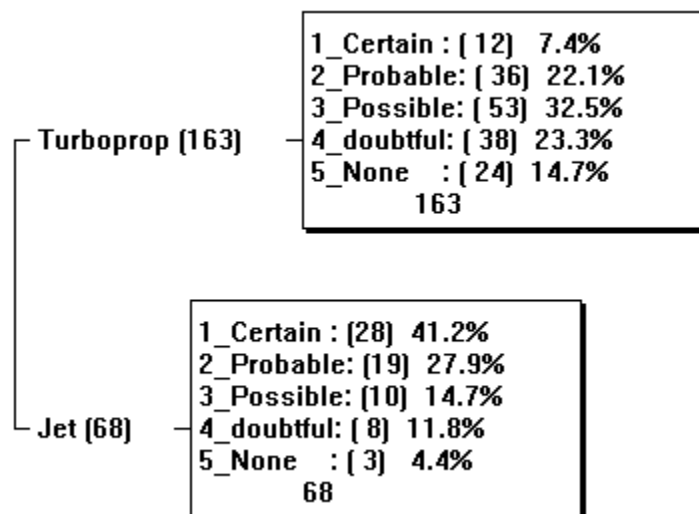 1_Certain : ( 12) 7.4%
2_Probable: ( 36) 22.1%
3_Possible: ( 53) 32.5%
Turboprop (163)
4_doubtful: ( 38) 23.3%
5_None : ( 24) 14.7%
163
1_Certain : (28) 41.2%
2_Probable: (19) 27.9%
3_Possible: (10) 14.7%
Jet (68)
4_doubtful: ( 8) 11.8%
5_None : ( 3) 4.4%
68